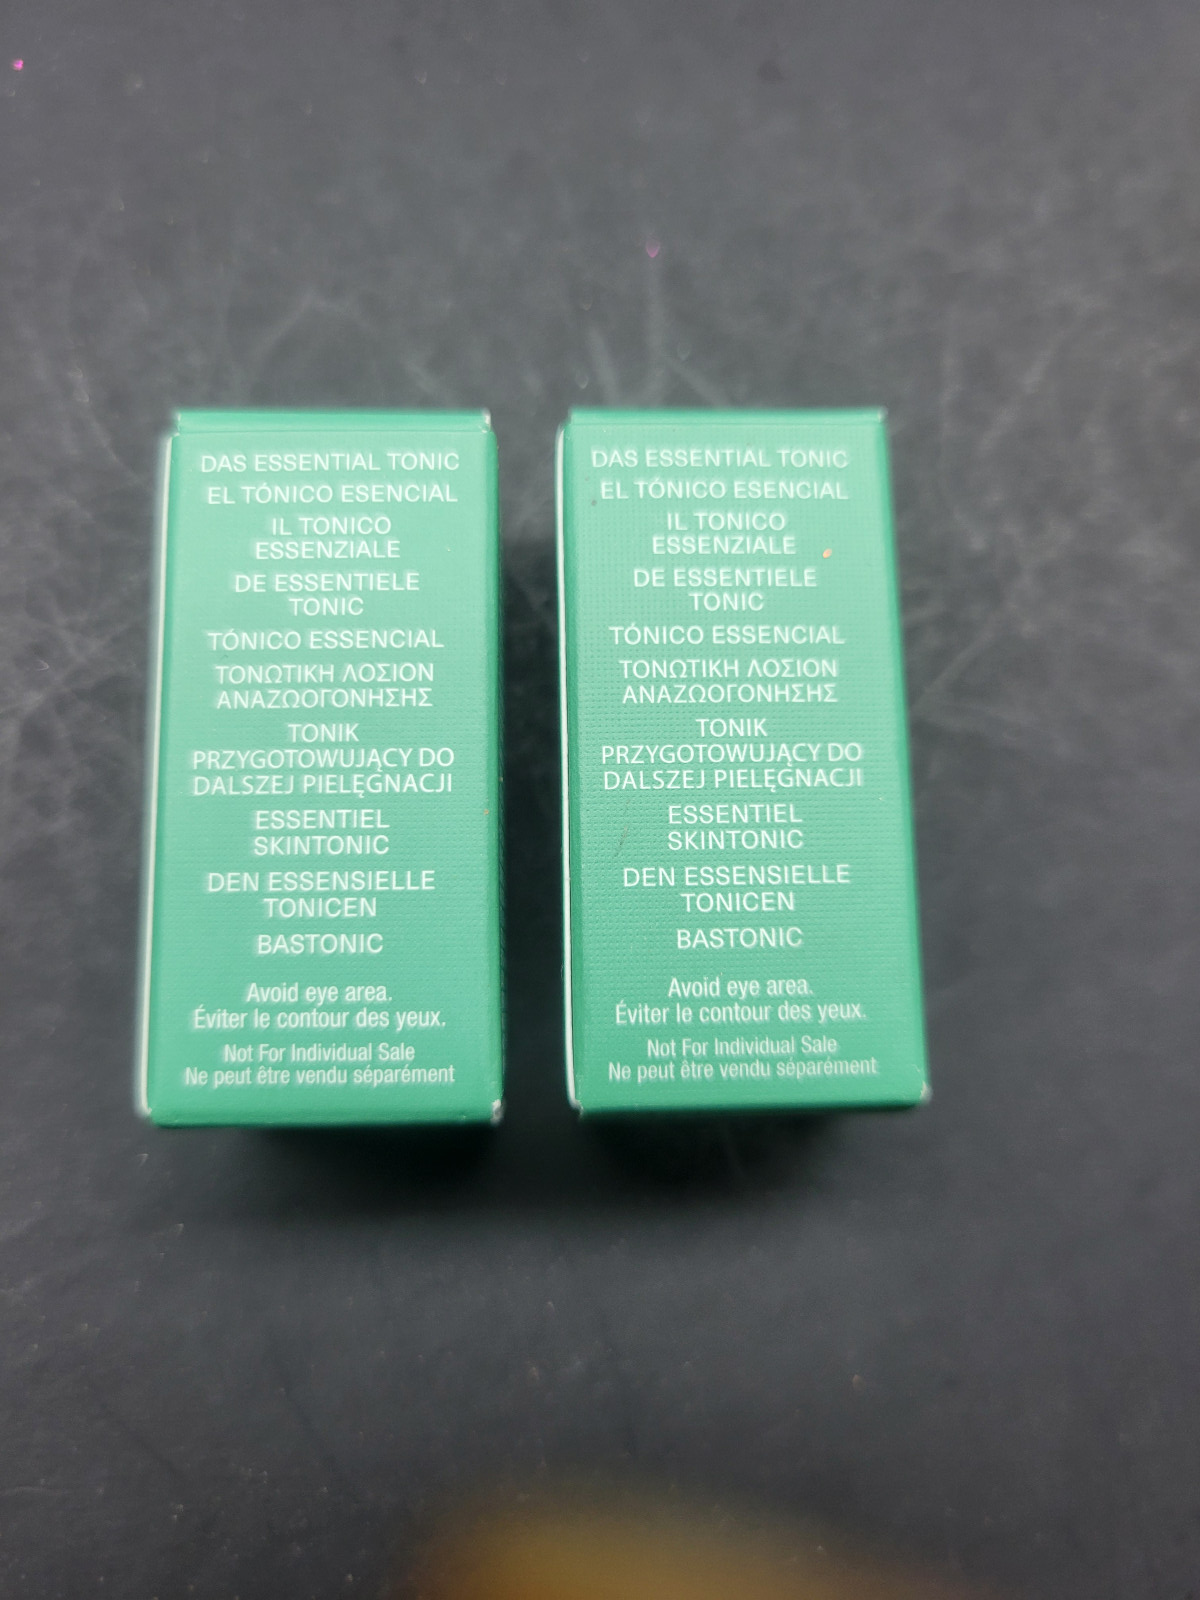 DAS ESSENTIAL TONIC
EL TÓNICO ESENCIAL
IL TONICO
ESSENZIALE
DE ESSENTIELE
TONIC
TÓNICO ESSENCIAL
ΤΟΝΩΤΙΚΗ ΛΟΣΙΟΝ
ΑΝΑΖΩΟΓΟΝΗΣΗΣ
TONIK
PRZYGOTOWUJĄCY DO
DALSZEJ PIELĘGNACJI
ESSENTIEL
SKINTONIC
DEN ESSENSIELLE
TONICEN
BASTONIC
Avoid eye area.
Éviter le contour des yeux.
Not For Individual Sale
Ne peut être vendu séparément
DAS ESSENTIAL TONIC
EL TÓNICO ESENCIAL
IL TONICO
ESSENZIALE
DE ESSENTIELE
TONIC
TÓNICO ESSENCIAL
ΤΟΝΩΤΙΚΗ ΛΟΣΙΟΝ
ΑΝΑΖΩΟΓΟΝΗΣΗΣ
TONIK
PRZYGOTOWUJĄCY DO
DALSZEJ PIELĘGNACJI
ESSENTIEL
SKINTONIC
DEN ESSENSIELLE
TONICEN
BASTONIC
Avoid eye area.
Éviter le contour des yeux.
Not For Individual Sale
Ne peut être vendu séparément